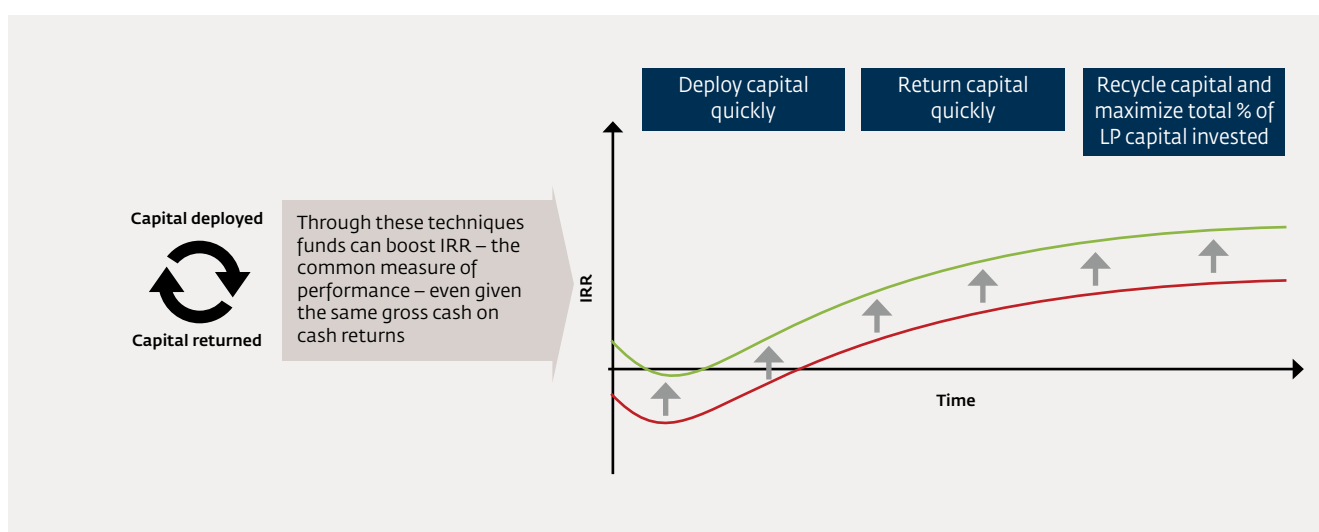 Deploy capital
quickly
Return capital
quickly
Recycle capital and
maximize total % of
LP capital invested
Capital deployed
Capital returned
Through these techniques
funds can boost IRR – the
common measure of
performance – even given
the same gross cash on
cash returns
IRR
Time